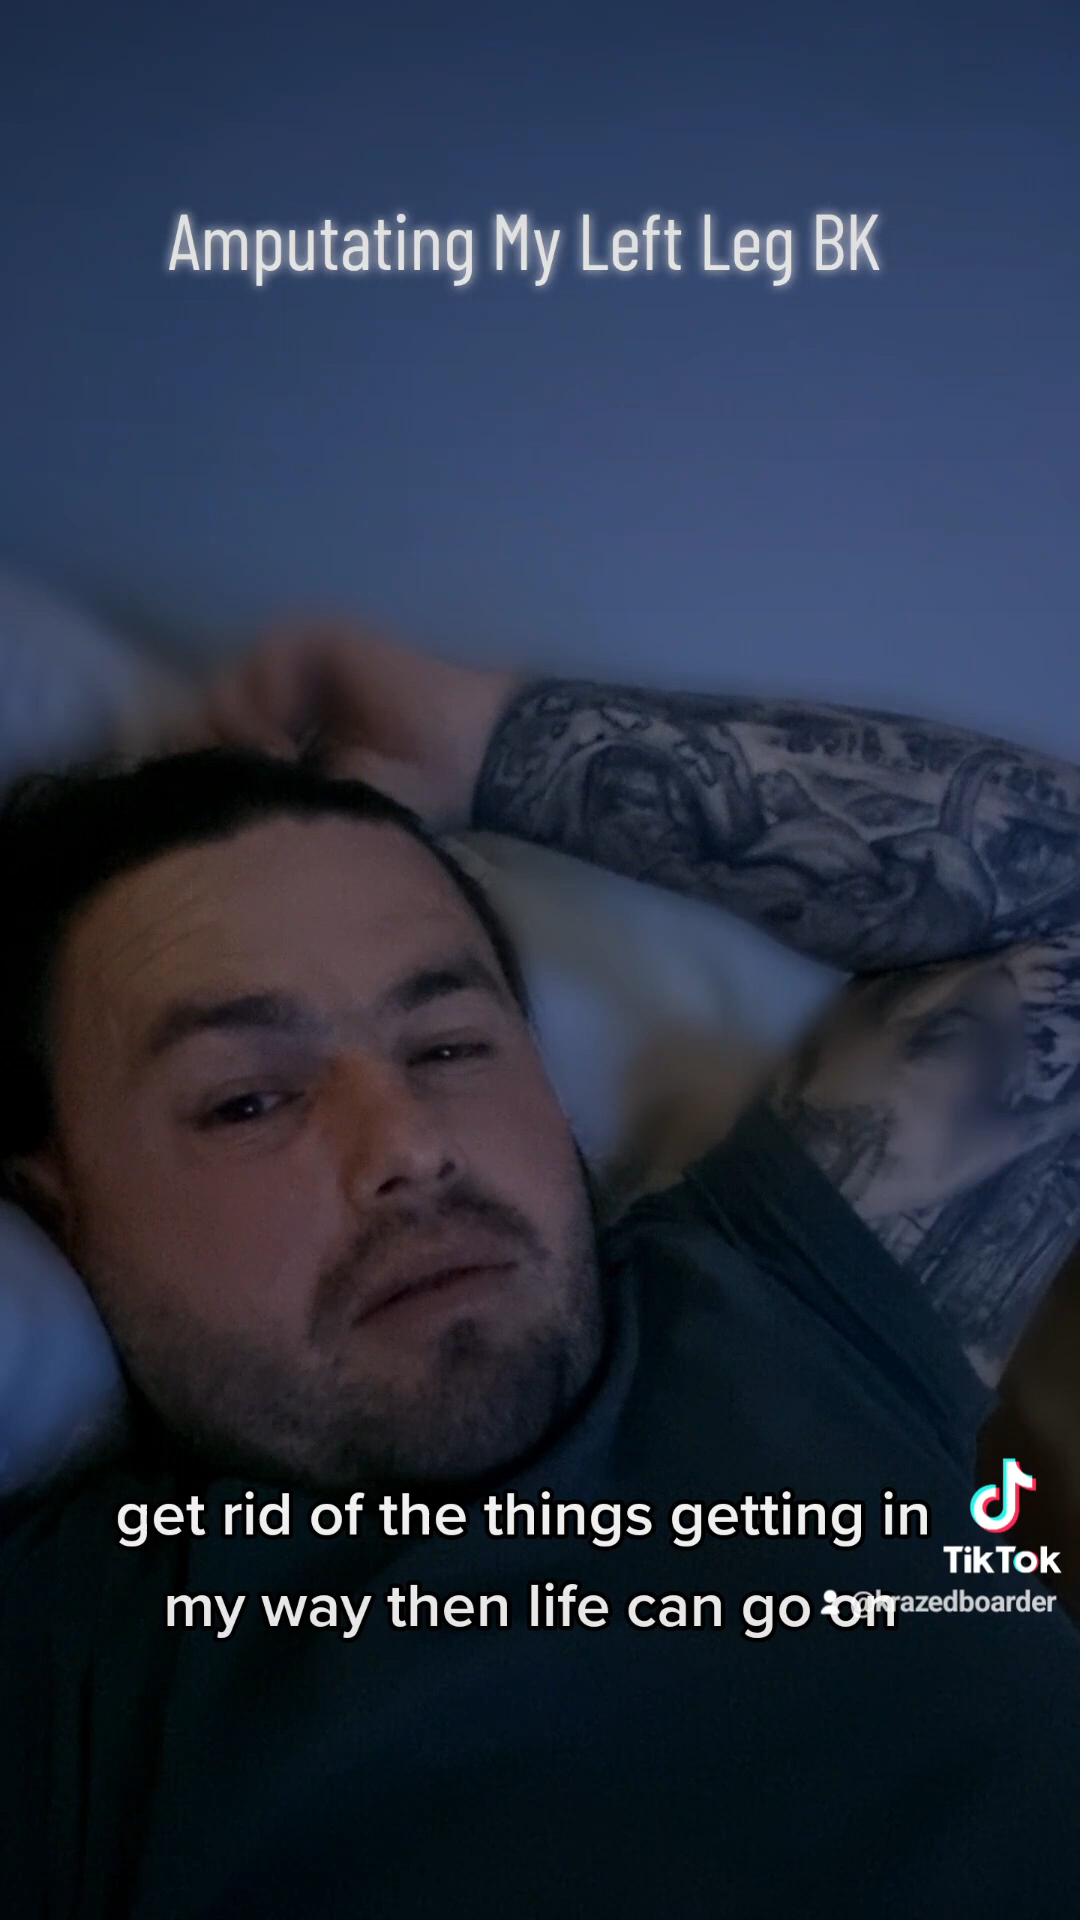 Amputating My Left Leg BK
get rid of the things getting in
my way then life can go on
TikTok
@krazedboarder